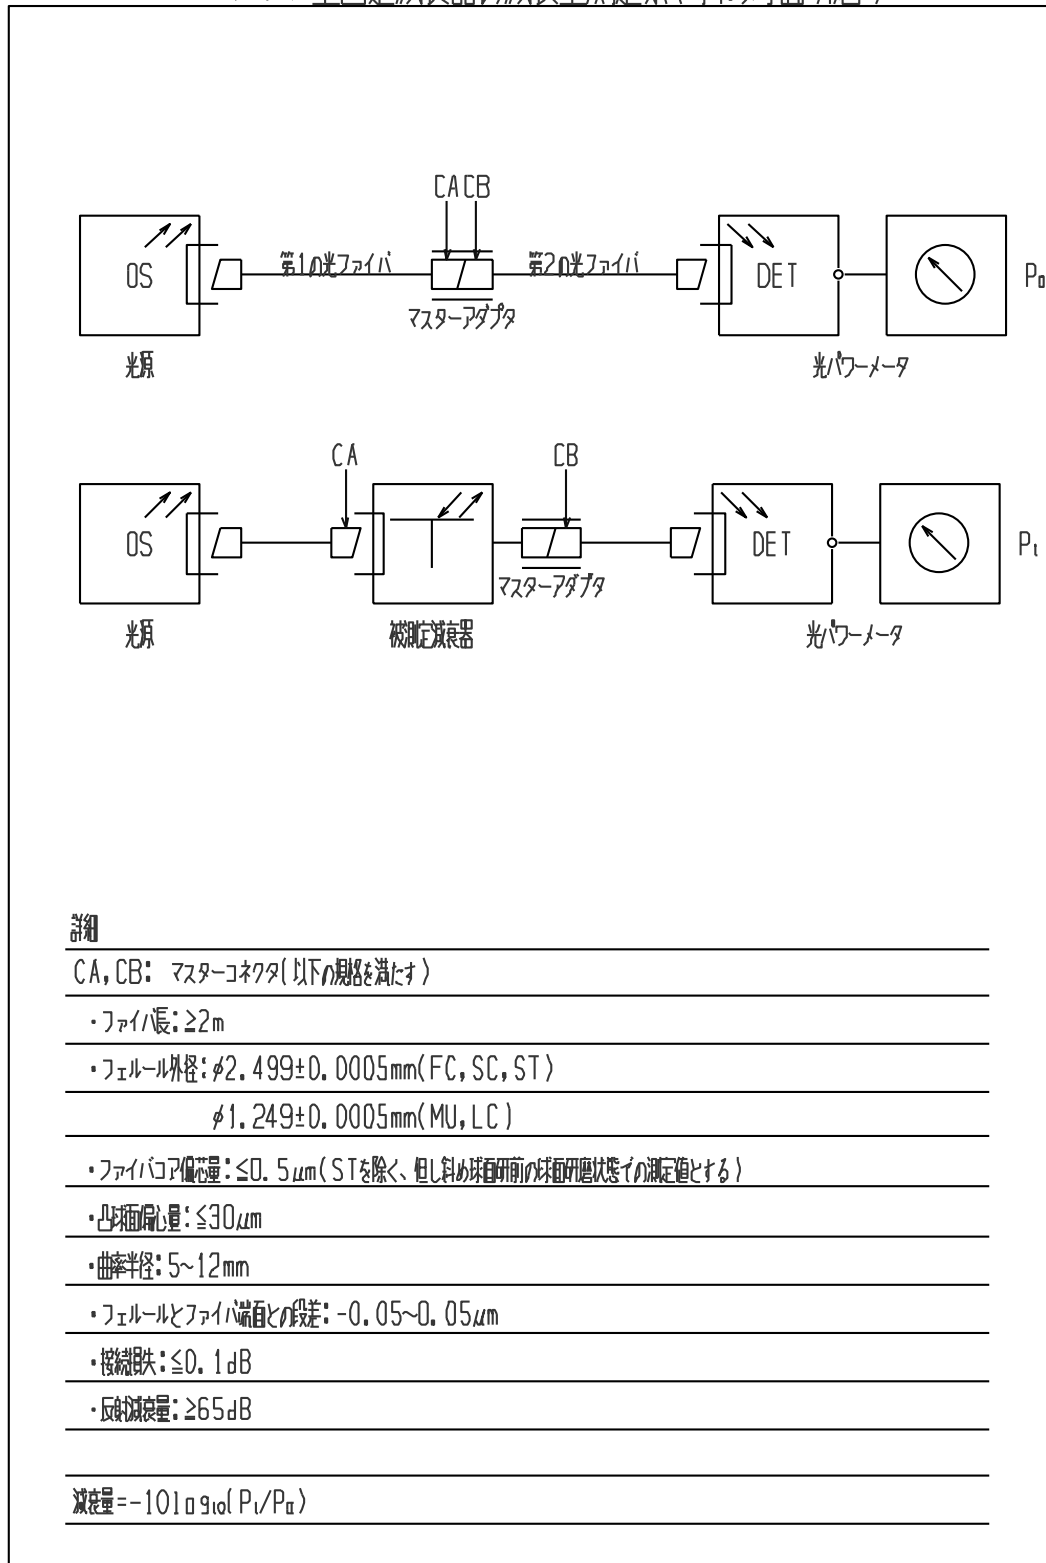 CA CB
OS
第1の光ファイバ
第2の光ファイバ
DET
P₀
マスターアダプタ
光源
光パワーメータ
CA
CB
OS
DET
P₁
マスターアダプタ
光源
被測定減衰器
光パワーメータ
詳細
CA,CB: マスターコネクタ(以下の規格を満たす)
・ファイバ長:≧2m
・フェルール外径:φ2.499±0.0005mm(FC,SC,ST)
φ1.249±0.0005mm(MU,LC)
・ファイバコア偏芯量:≦0.5μm(STを除く、但し斜め球面研前の球面研磨状態での測定値とする)
・凸球面偏心量:≦30μm
・曲率半径:5~12mm
・フェルールとファイバ端面との段差:-0.05~0.05μm
・接続損失:≦0.1dB
・反射減衰量:≧65dB
減衰量=-10log₁₀(P₁/P₀)